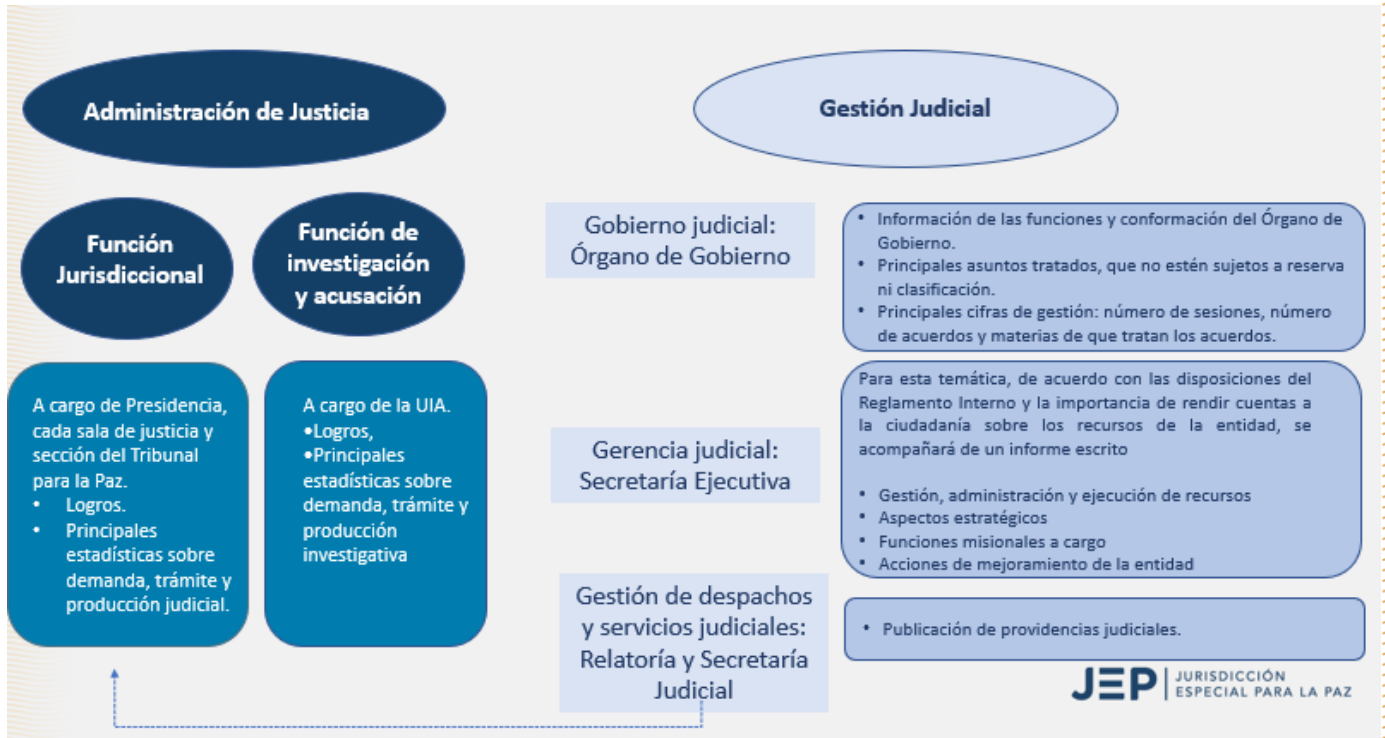 Administración de Justicia
Gestión Judicial
Función
Jurisdiccional
Función de
investigación
y acusación
A cargo de Presidencia,
cada sala de justicia y
sección del Tribunal
para la Paz.
• Logros.
• Principales
estadísticas sobre
demanda, trámite y
producción judicial.
A cargo de la UIA.
•Logros,
•Principales
estadísticas sobre
demanda, trámite y
producción
investigativa
Gobierno judicial:
Órgano de Gobierno
• Información de las funciones y conformación del Órgano de
Gobierno.
• Principales asuntos tratados, que no estén sujetos a reserva
ni clasificación.
• Principales cifras de gestión: número de sesiones, número
de acuerdos y materias de que tratan los acuerdos.
Gerencia judicial:
Secretaría Ejecutiva
Para esta temática, de acuerdo con las disposiciones del
Reglamento Interno y la importancia de rendir cuentas a
la ciudadanía sobre los recursos de la entidad, se
acompañará de un informe escrito
• Gestión, administración y ejecución de recursos
• Aspectos estratégicos
• Funciones misionales a cargo
• Acciones de mejoramiento de la entidad
Gestión de despachos
y servicios judiciales:
Relatoría y Secretaría
Judicial
• Publicación de providencias judiciales.
JEP
JURISDICCIÓN
ESPECIAL PARA LA PAZ